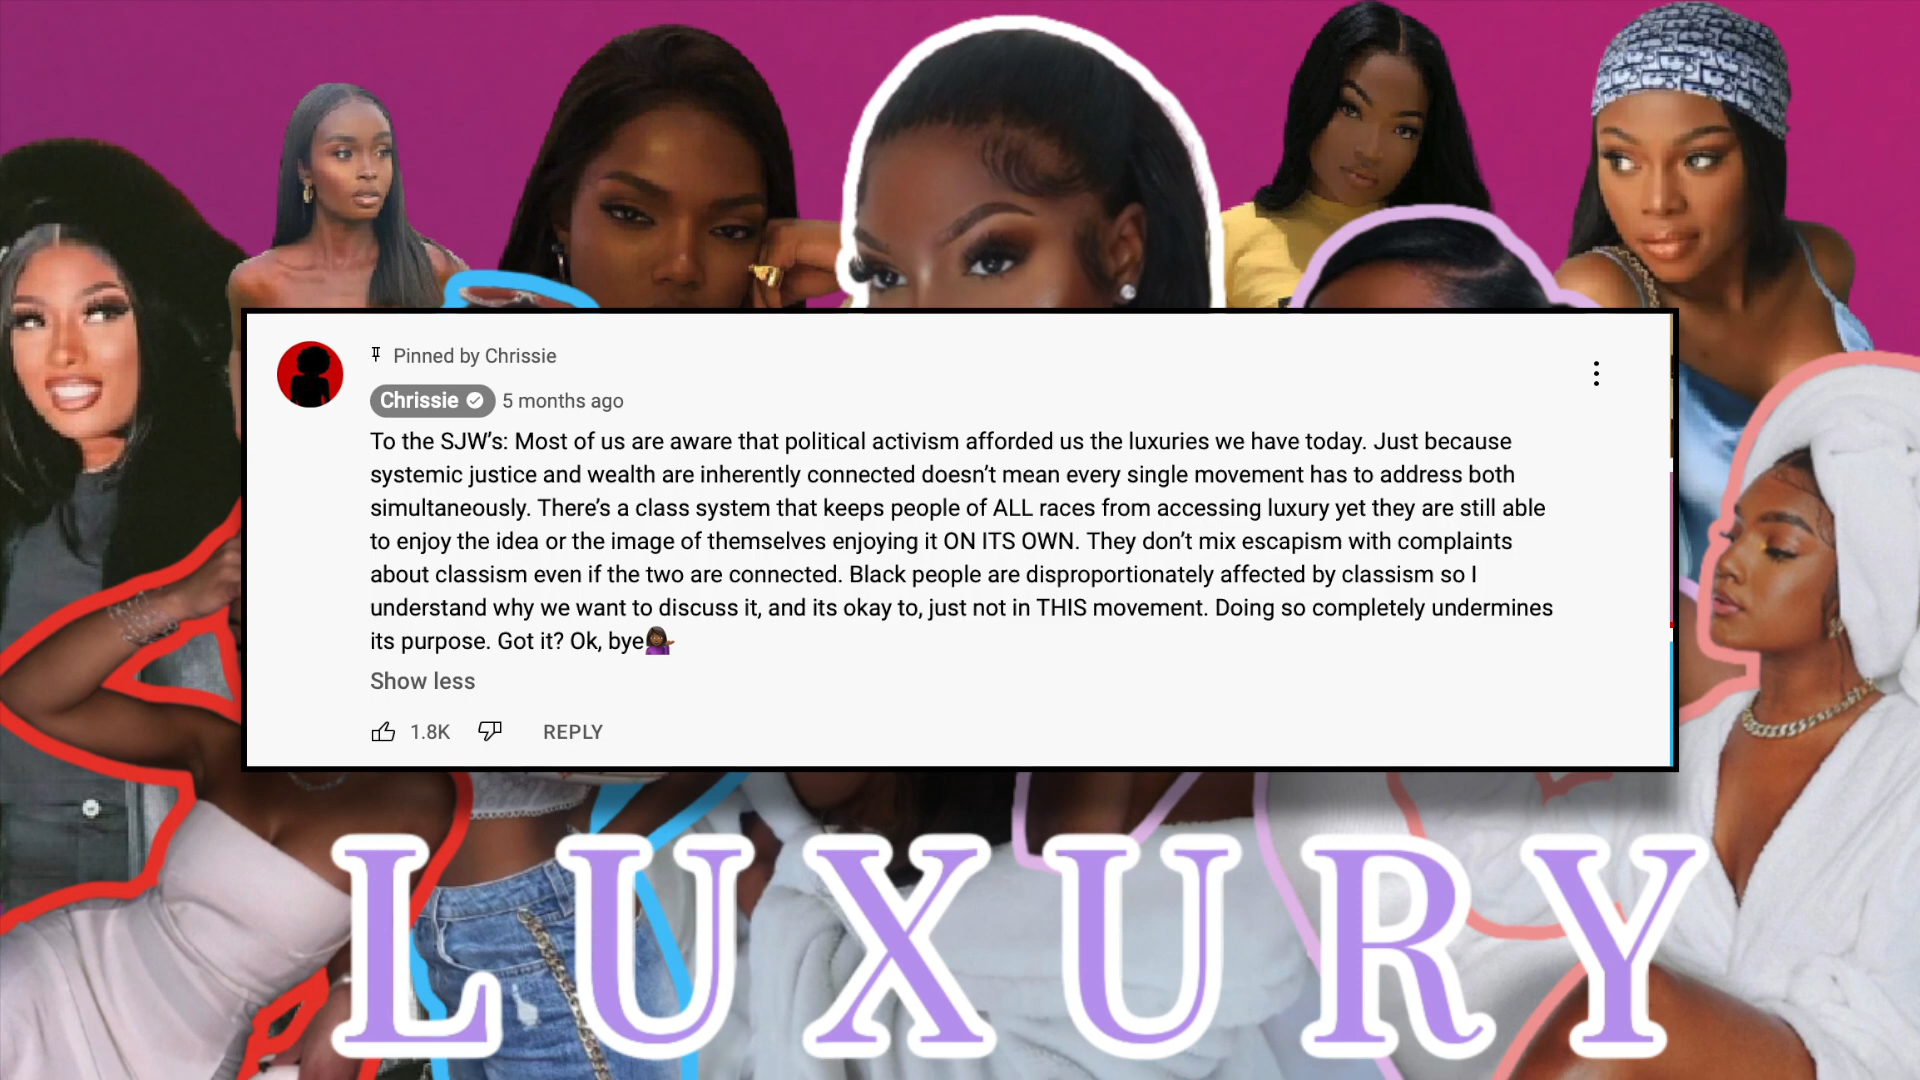 Pinned by Chrissie
Chrissie 5 months ago
To the SJW’s: Most of us are aware that political activism afforded us the luxuries we have today. Just because
systemic justice and wealth are inherently connected doesn’t mean every single movement has to address both
simultaneously. There’s a class system that keeps people of ALL races from accessing luxury yet they are still able
to enjoy the idea or the image of themselves enjoying it ON ITS OWN. They don’t mix escapism with complaints
about classism even if the two are connected. Black people are disproportionately affected by classism so I
understand why we want to discuss it, and its okay to, just not in THIS movement. Doing so completely undermines
its purpose. Got it? Ok, bye💁🏾‍♀️
Show less
1.8K REPLY
LUXURY